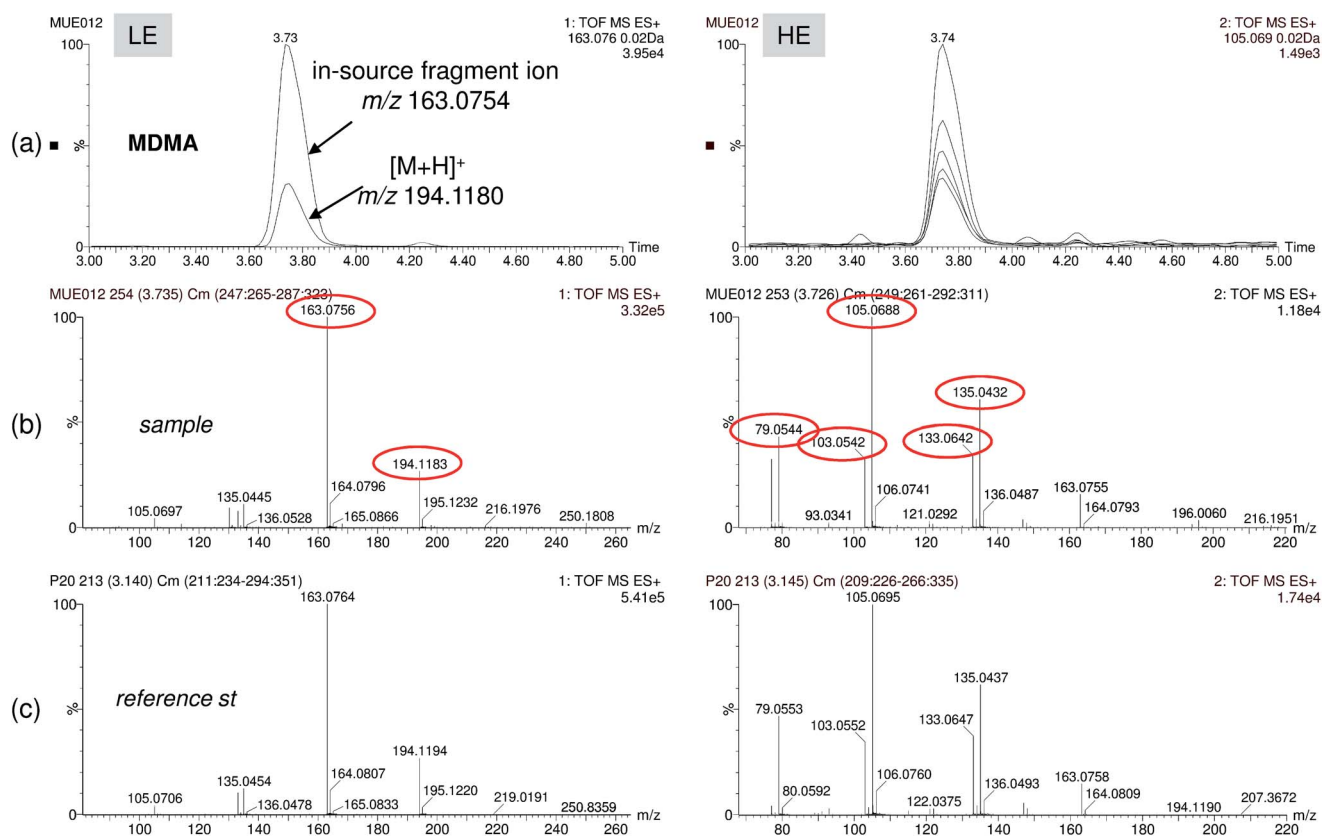 MUE012
LE
1: TOF MS ES+
163.076 0.02Da
3.95e4
100
3.73
in-source fragment ion
m/z 163.0754
(a)
%
MDMA
[M+H]+
m/z 194.1180
0
Time
3.00 3.20 3.40 3.60 3.80 4.00 4.20 4.40 4.60 4.80 5.00
MUE012
HE
2: TOF MS ES+
105.069 0.02Da
1.49e3
100
3.74
%
0
Time
3.00 3.20 3.40 3.60 3.80 4.00 4.20 4.40 4.60 4.80 5.00
MUE012 254 (3.735) Cm (247:265-287:323)
1: TOF MS ES+
3.32e5
100
163.0756
(b)
%
sample
194.1183
164.0796
135.0445
195.1232
105.0697
136.0528
165.0866
216.1976
250.1808
0
m/z
100 120 140 160 180 200 220 240 260
MUE012 253 (3.726) Cm (249:261-292:311)
2: TOF MS ES+
1.18e4
100
105.0688
135.0432
%
79.0544
103.0542
133.0642
106.0741
136.0487
163.0755
93.0341
121.0292
164.0793
196.0060
216.1951
0
m/z
80 100 120 140 160 180 200 220
P20 213 (3.140) Cm (211:234-294:351)
1: TOF MS ES+
5.41e5
100
163.0764
(c)
%
reference st
194.1194
164.0807
135.0454
195.1220
105.0706
136.0478
165.0833
219.0191
250.8359
0
m/z
100 120 140 160 180 200 220 240 260
P20 213 (3.145) Cm (209:226-266:335)
2: TOF MS ES+
1.74e4
100
105.0695
135.0437
%
79.0553
103.0552
133.0647
106.0760
163.0758
80.0592
136.0493
122.0375
164.0809
194.1190
207.3672
0
m/z
80 100 120 140 160 180 200 220